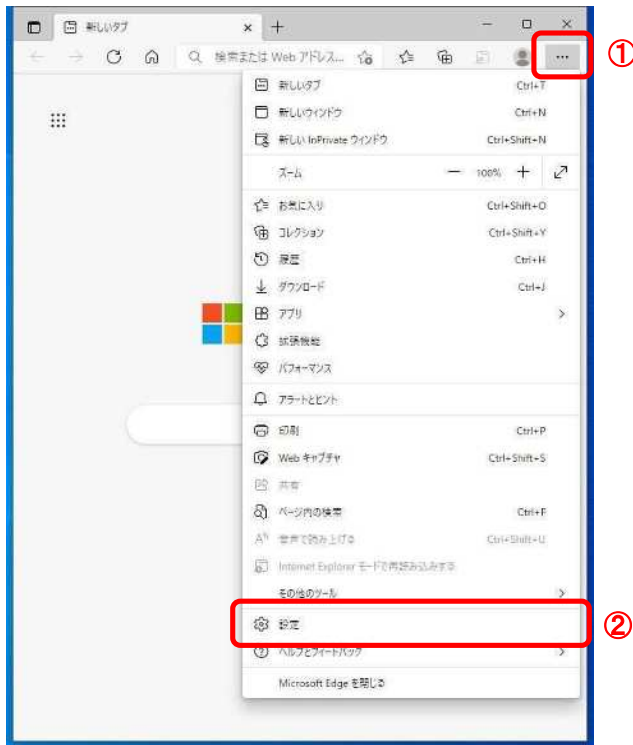 新しいタブ
検索または Web アドレス...
①
新しいタブ Ctrl+T
新しいウィンドウ Ctrl+N
新しい InPrivate ウィンドウ Ctrl+Shift+N
ズーム 100%
お気に入り Ctrl+Shift+O
コレクション Ctrl+Shift+Y
履歴 Ctrl+H
ダウンロード Ctrl+J
アプリ
拡張機能
パフォーマンス
アラートとヒント
印刷 Ctrl+P
Web キャプチャ Ctrl+Shift+S
共有
ページ内の検索 Ctrl+F
音声で読み上げる Ctrl+Shift+U
Internet Explorer モードで再読み込みする
その他のツール
設定
②
ヘルプとフィードバック
Microsoft Edge を閉じる